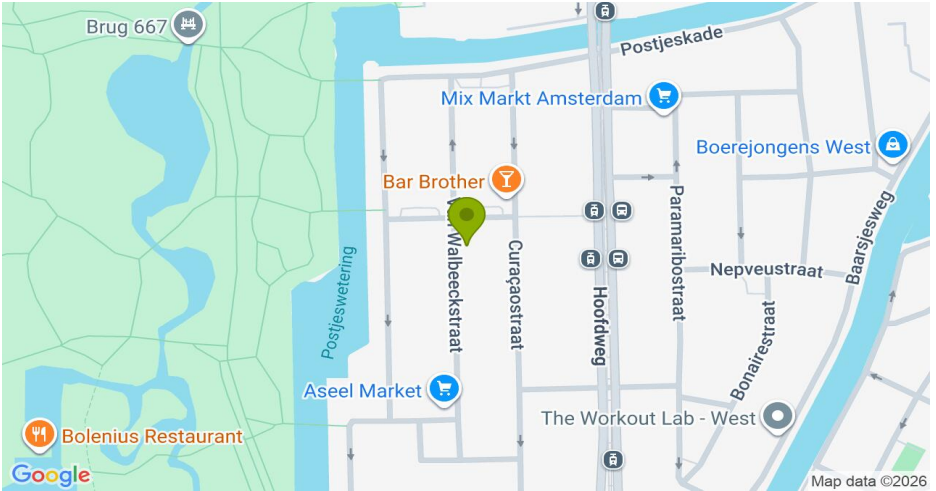 Brug 667
Postjeskade
Mix Markt Amsterdam
Boerejongens West
Bar Brother
Paramaribostraat
Baarsjesweg
Walbeeckstraat
Curaçaostraat
Nepveustraat
Postjeswetering
Hoofdweg
Bonairestraat
Aseel Market
The Workout Lab - West
Bolenius Restaurant
Google
Map data ©2026